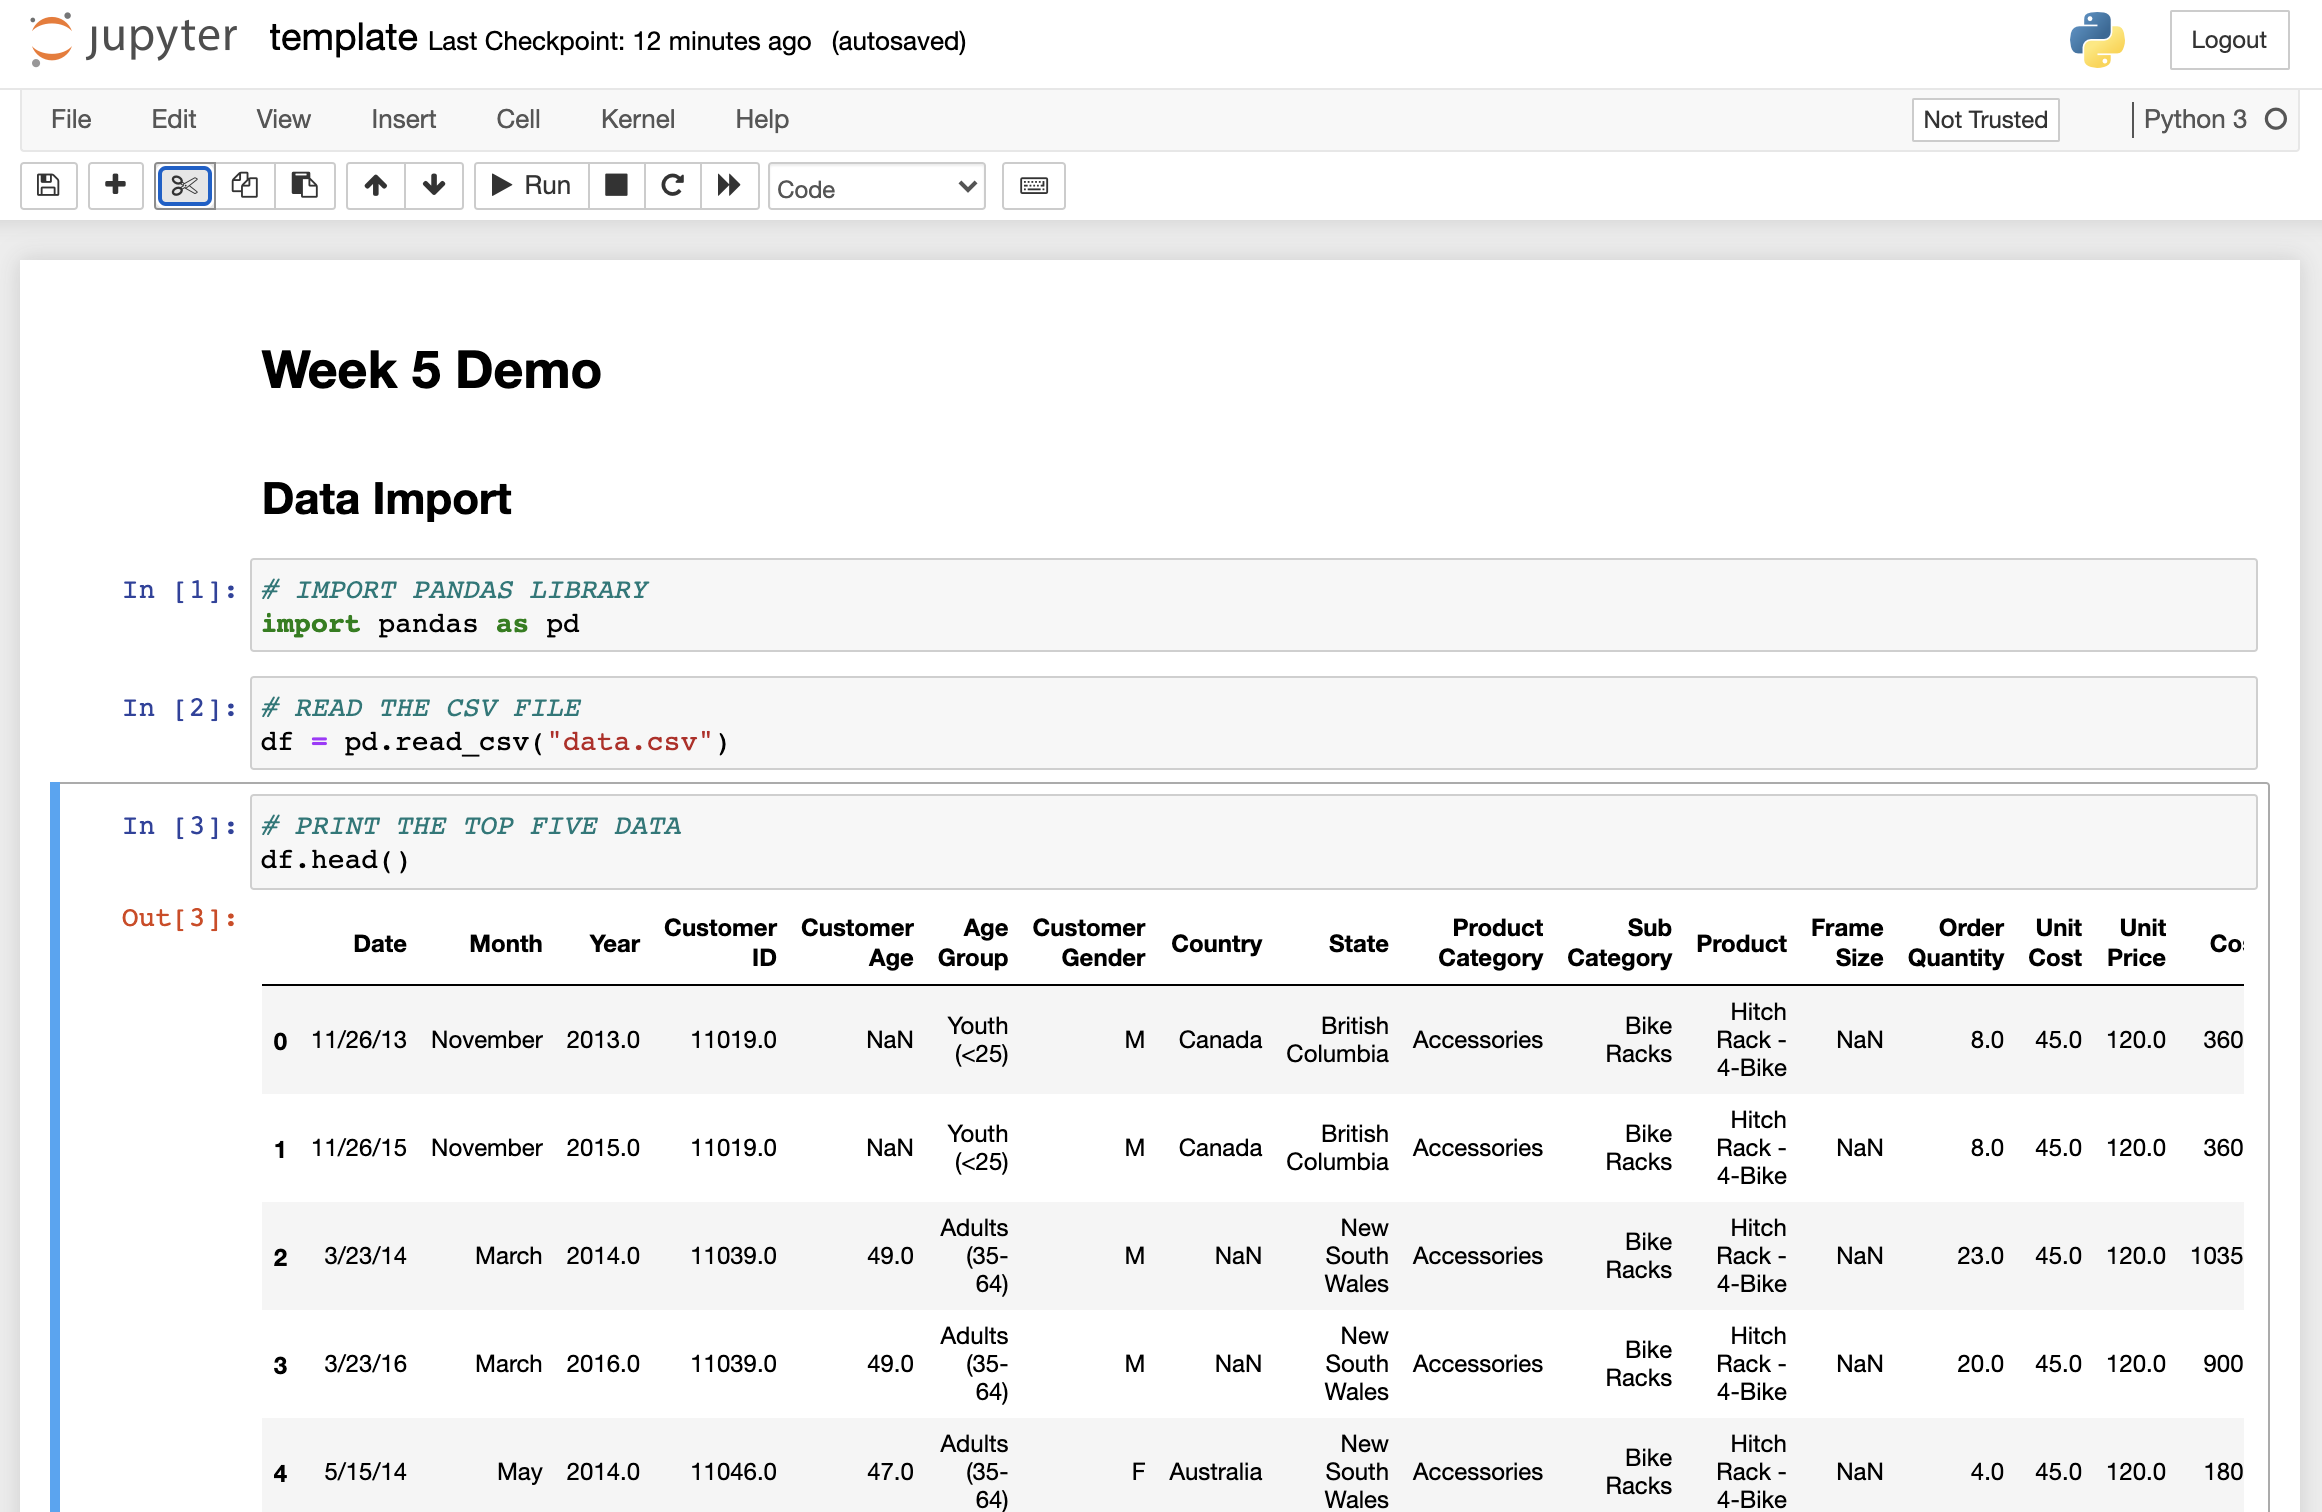 jupyter template Last Checkpoint: 12 minutes ago (autosaved) Logout
File Edit View Insert Cell Kernel Help Not Trusted Python 3
Run Code
Week 5 Demo
Data Import
In [1]: # IMPORT PANDAS LIBRARY
import pandas as pd
In [2]: # READ THE CSV FILE
df = pd.read_csv("data.csv")
In [3]: # PRINT THE TOP FIVE DATA
df.head()
Out[3]:
Date Month Year Customer ID Customer Age Age Group Customer Gender Country State Product Category Sub Category Product Frame Size Order Quantity Unit Cost Unit Price
0 11/26/13 November 2013.0 11019.0 NaN Youth (<25) M Canada British Columbia Accessories Bike Racks Hitch Rack - 4-Bike NaN 8.0 45.0 120.0 360
1 11/26/15 November 2015.0 11019.0 NaN Youth (<25) M Canada British Columbia Accessories Bike Racks Hitch Rack - 4-Bike NaN 8.0 45.0 120.0 360
2 3/23/14 March 2014.0 11039.0 49.0 Adults (35-64) M NaN New South Wales Accessories Bike Racks Hitch Rack - 4-Bike NaN 23.0 45.0 120.0 1035
3 3/23/16 March 2016.0 11039.0 49.0 Adults (35-64) M NaN New South Wales Accessories Bike Racks Hitch Rack - 4-Bike NaN 20.0 45.0 120.0 900
4 5/15/14 May 2014.0 11046.0 47.0 Adults (35-64) F Australia New South Wales Accessories Bike Racks Hitch Rack - 4-Bike NaN 4.0 45.0 120.0 180